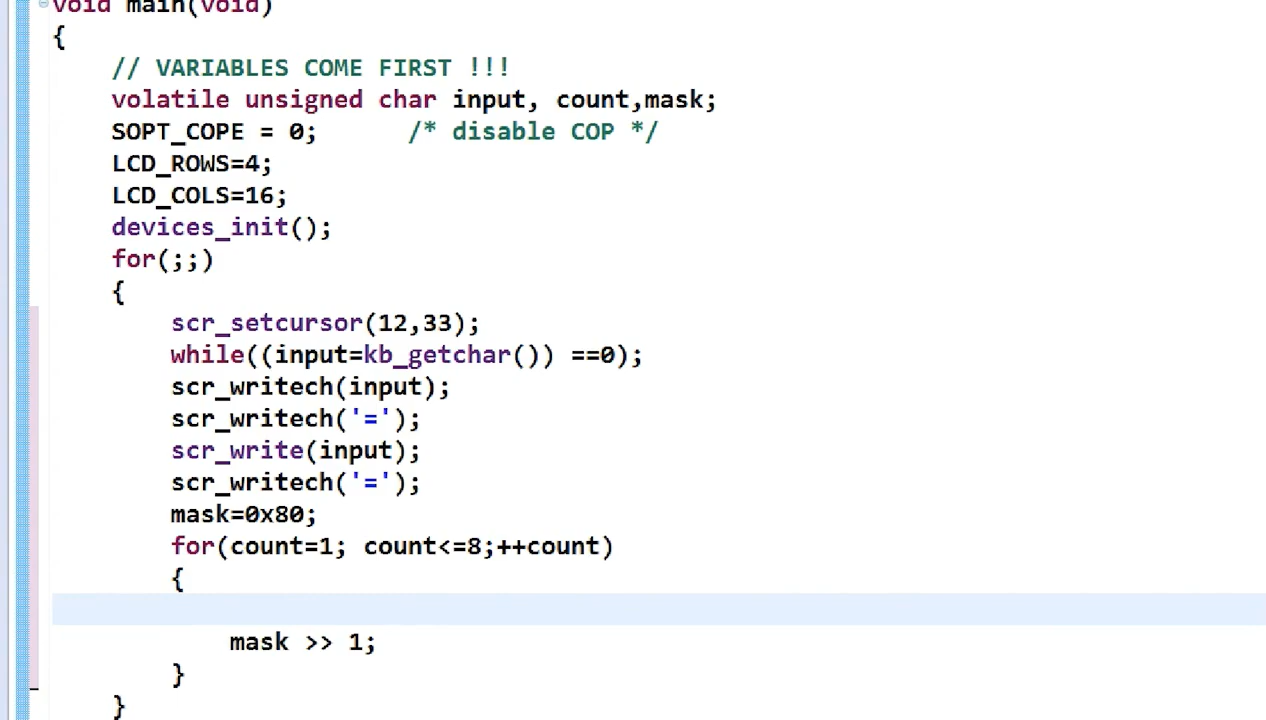 void main(void)
{
// VARIABLES COME FIRST !!!
volatile unsigned char input, count,mask;
SOPT_COPE = 0; /* disable COP */
LCD_ROWS=4;
LCD_COLS=16;
devices_init();
for(;;)
{
scr_setcursor(12,33);
while((input=kb_getchar()) ==0);
scr_writech(input);
scr_writech('=');
scr_write(input);
scr_writech('=');
mask=0x80;
for(count=1; count<=8;++count)
{
mask >> 1;
}
}